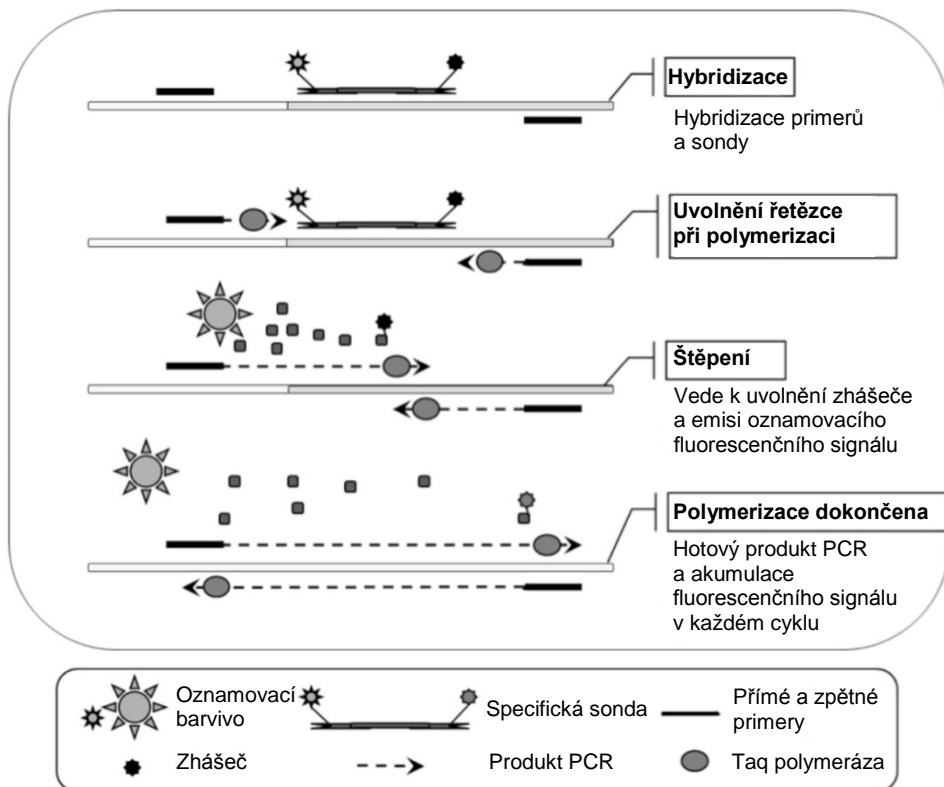 Hybridizace
Hybridizace primerů
a sondy
Uvolnění řetězce
při polymerizaci
Štěpení
Vede k uvolnění zhášeče
a emisi oznamovacího
fluorescenčního signálu
Polymerizace dokončena
Hotový produkt PCR
a akumulace
fluorescenčního signálu
v každém cyklu
Oznamovací
barvivo
Specifická sonda
Přímé a zpětné
primery
Zhášeč
Produkt PCR
Taq polymeráza